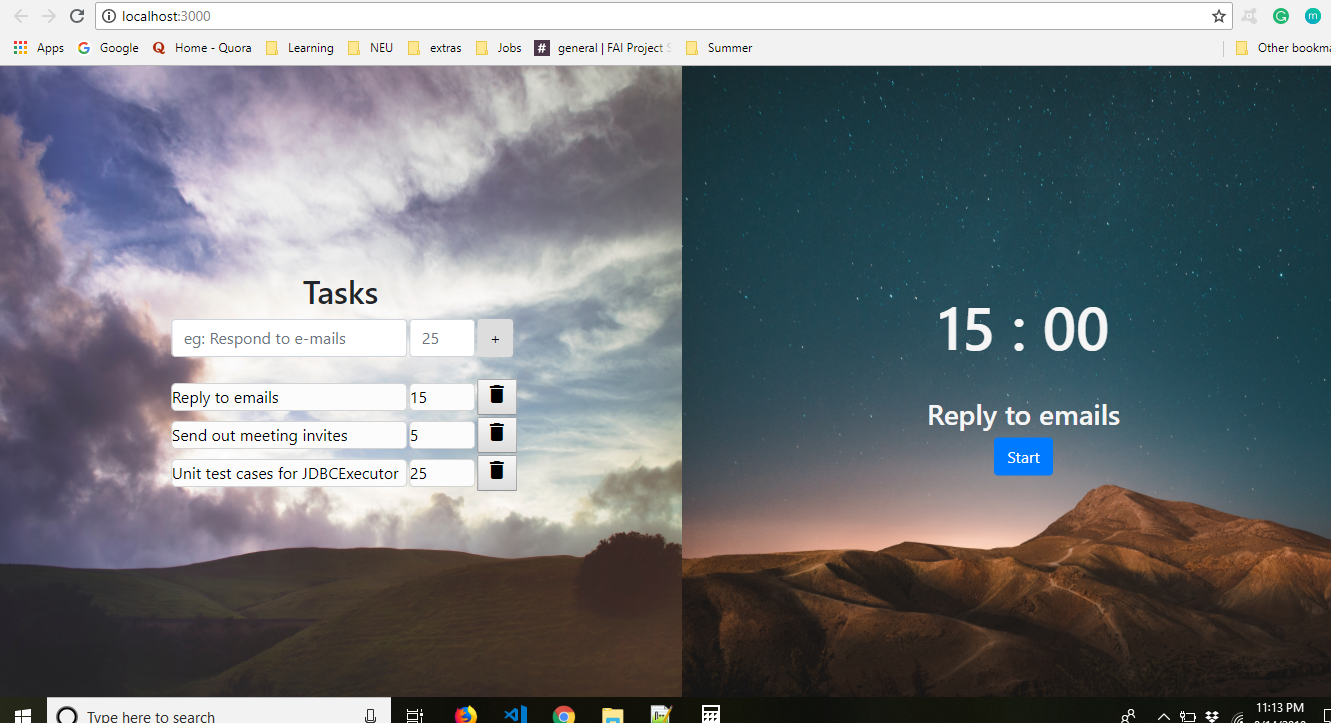 localhost:3000
Apps Google Home - Quora Learning NEU extras Jobs general | FAI Project Summer Other bookma
Tasks
eg: Respond to e-mails 25 +
Reply to emails 15
Send out meeting invites 5
Unit test cases for JDBCExecutor 25
15 : 00
Reply to emails
Start
Type here to search
11:13 PM